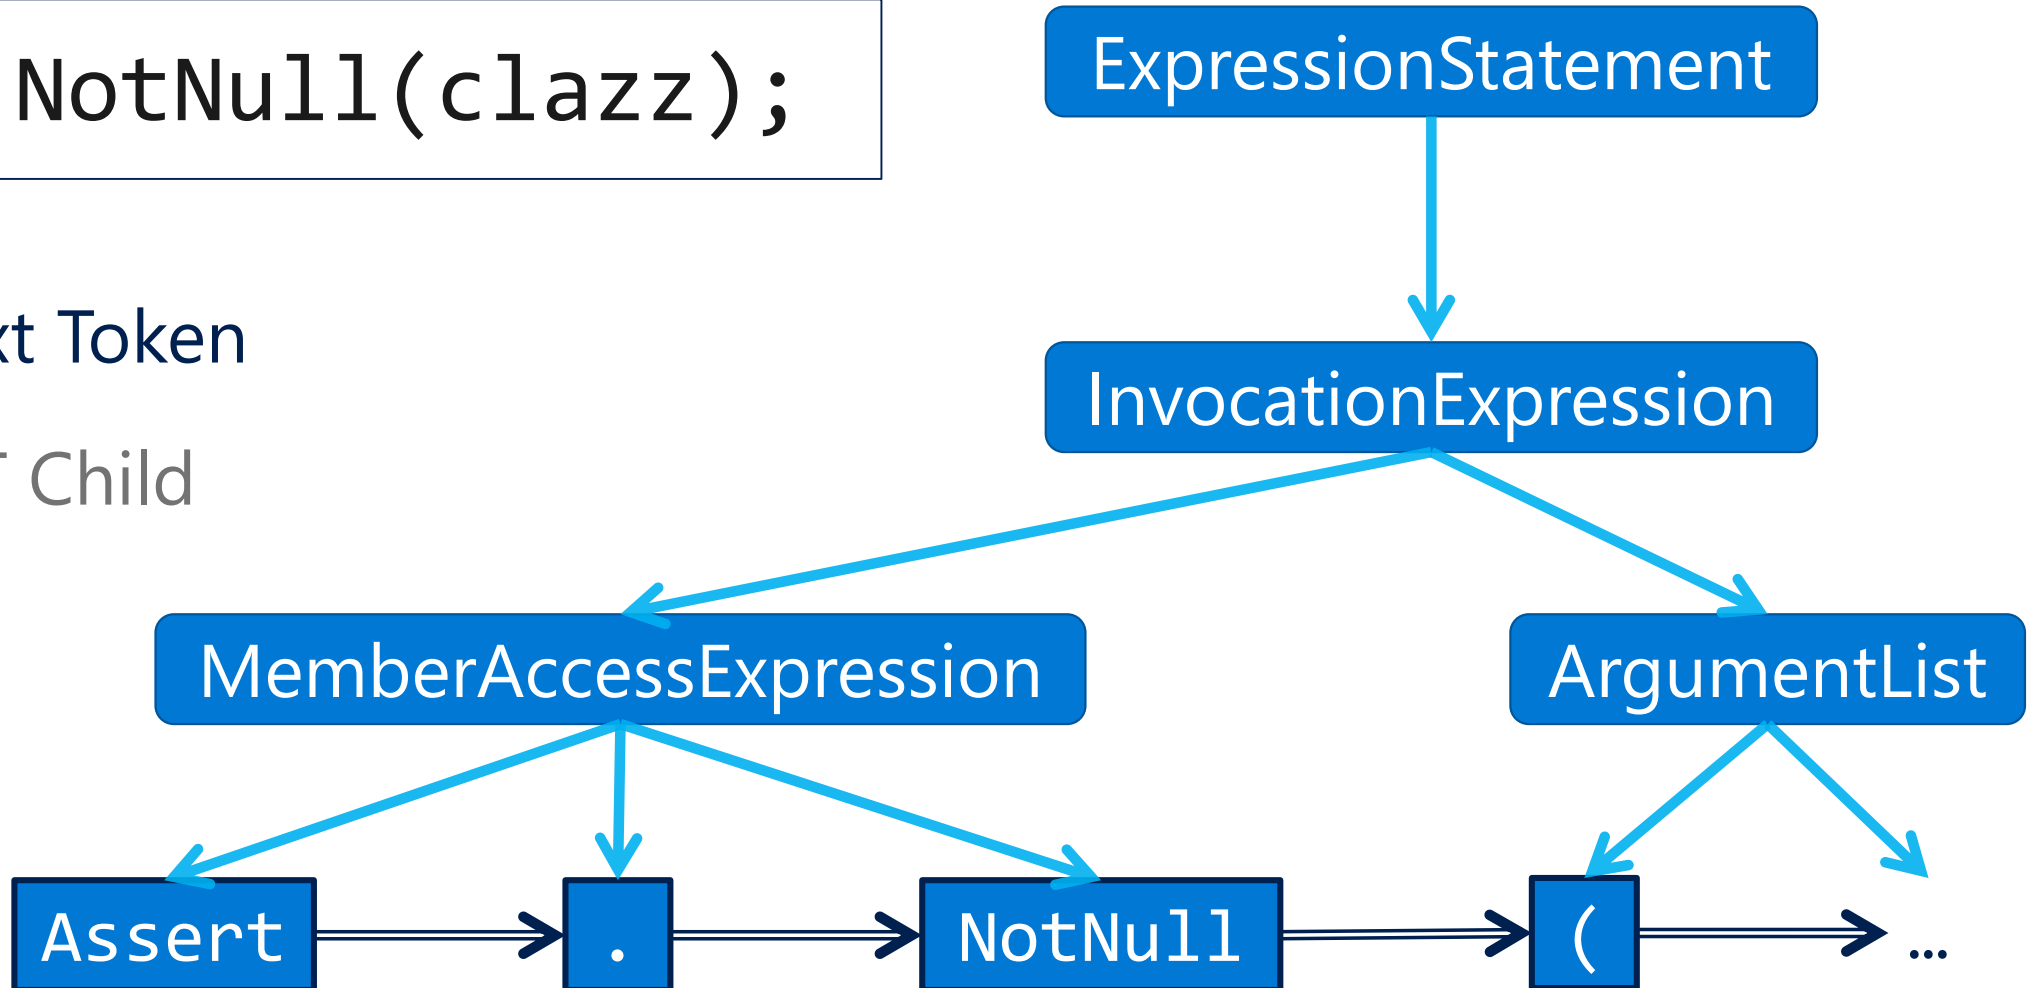 NotNull(clazz);
ExpressionStatement
xt Token
InvocationExpression
Child
MemberAccessExpression
ArgumentList
Assert . NotNull ( ...